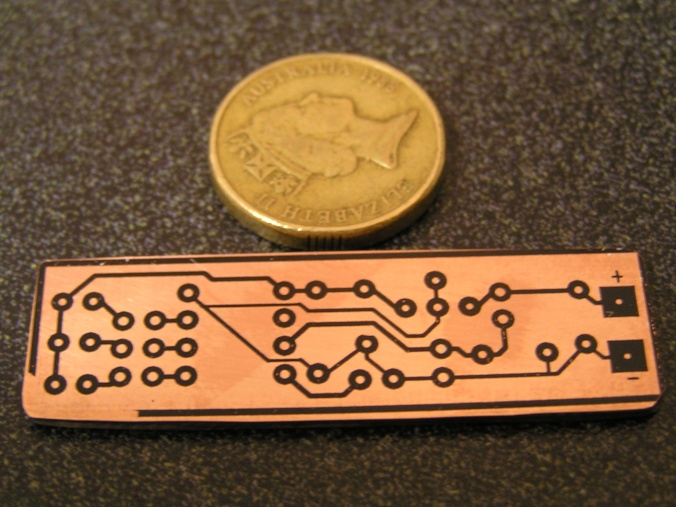 AUSTRALIA
ELIZABETH II
+
-